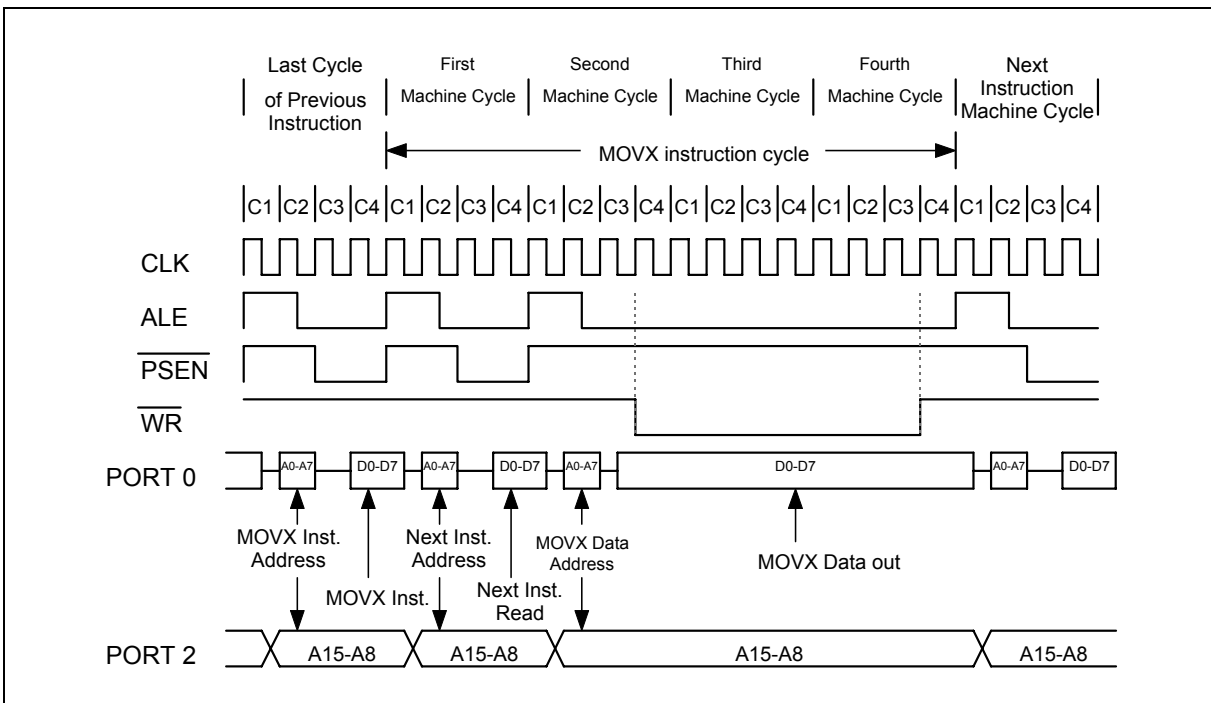 Last Cycle
of Previous
Instruction
First
Machine Cycle
Second
Machine Cycle
Third
Machine Cycle
Fourth
Machine Cycle
Next
Instruction
Machine Cycle
MOVX instruction cycle
C1 C2 C3 C4 C1 C2 C3 C4 C1 C2 C3 C4 C1 C2 C3 C4 C1 C2 C3 C4 C1 C2 C3 C4
CLK
ALE
PSEN
WR
PORT 0
A0-A7 D0-D7 A0-A7 D0-D7 A0-A7 D0-D7 A0-A7 D0-D7
MOVX Inst.
Address
MOVX Inst.
Next Inst.
Address
Next Inst.
Read
MOVX Data
Address
MOVX Data out
PORT 2
A15-A8 A15-A8 A15-A8 A15-A8